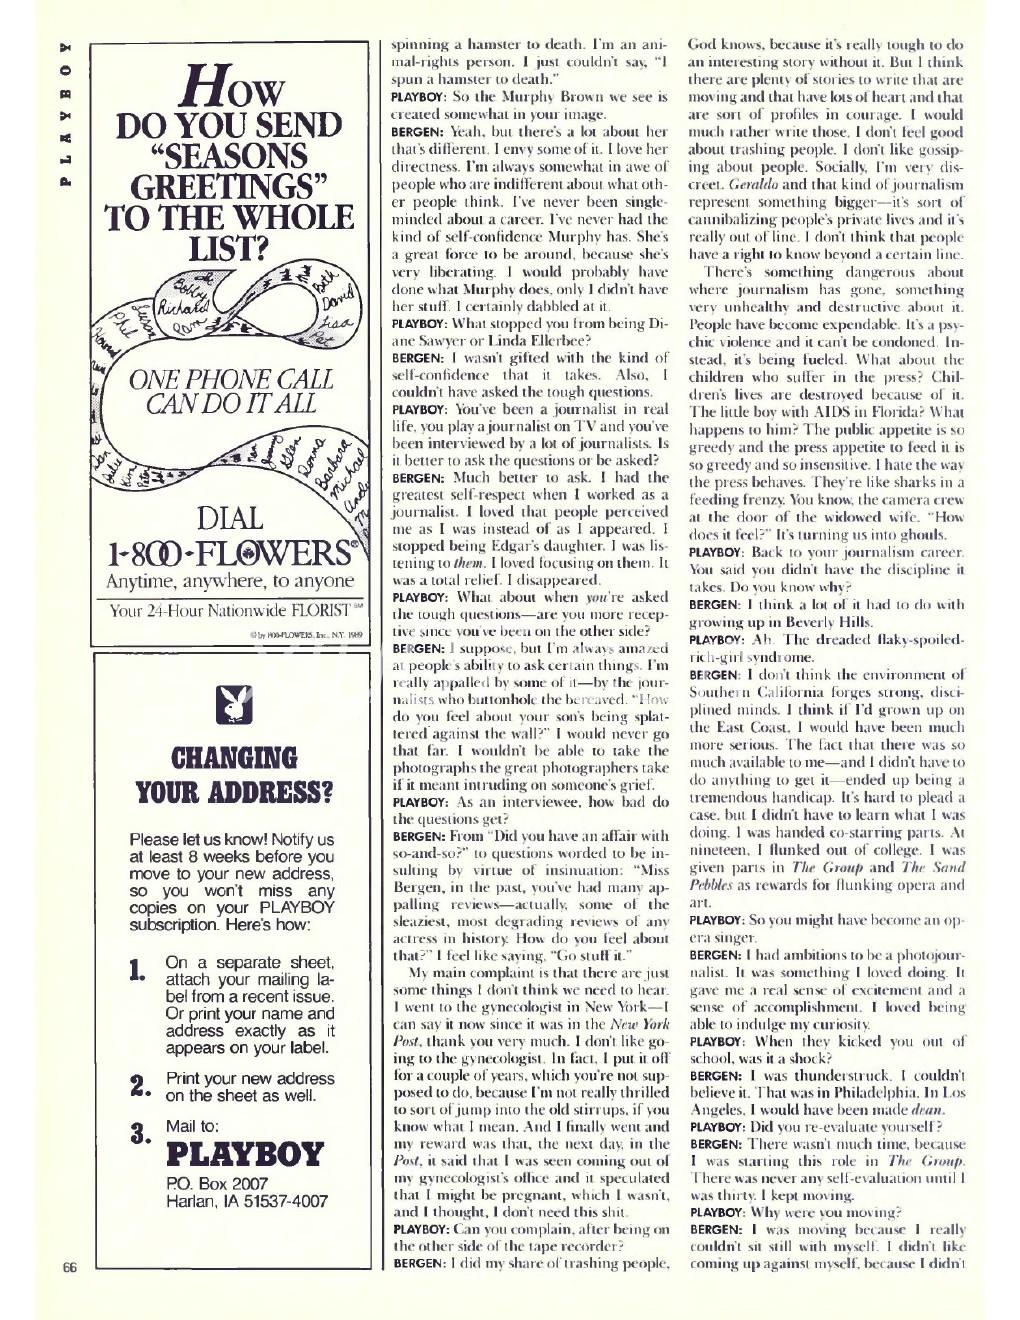 PLAYBOY
How
DO YOU SEND
“SEASONS
GREETINGS”
TO THE WHOLE
LIST?
Bobby
Richard
Pam
Susan
Phil
Howard
Beth
David
Lisa
Pat
ONE PHONE CALL
CAN DO IT ALL
Don
Julie
Kim
Jimmy
Glen
Donna
Barbara
Michael
Andy
DIAL
1-800-FLOWERS®
Anytime, anywhere, to anyone
Your 24-Hour Nationwide FLORIST℠
© by 800-FLOWERS, Inc., N.Y. 1989
CHANGING
YOUR ADDRESS?
Please let us know! Notify us
at least 8 weeks before you
move to your new address,
so you won't miss any
copies on your PLAYBOY
subscription. Here's how:
1. On a separate sheet,
attach your mailing la-
bel from a recent issue.
Or print your name and
address exactly as it
appears on your label.
2. Print your new address
on the sheet as well.
3. Mail to:
PLAYBOY
P.O. Box 2007
Harlan, IA 51537-4007
66
spinning a hamster to death. I'm an ani-
mal-rights person. I just couldn't say, “I
spun a hamster to death.”
PLAYBOY: So the Murphy Brown we see is
created somewhat in your image.
BERGEN: Yeah, but there's a lot about her
that's different. I envy some of it. I love her
directness. I'm always somewhat in awe of
people who are indifferent about what oth-
er people think. I've never been single-
minded about a career. I've never had the
kind of self-confidence Murphy has. She's
a great force to be around, because she's
very liberating. I would probably have
done what Murphy does, only I didn't have
her stuff. I certainly dabbled at it.
PLAYBOY: What stopped you from being Di-
ane Sawyer or Linda Ellerbee?
BERGEN: I wasn't gifted with the kind of
self-confidence that it takes. Also, I
couldn't have asked the tough questions.
PLAYBOY: You've been a journalist in real
life, you play a journalist on TV and you've
been interviewed by a lot of journalists. Is
it better to ask the questions or be asked?
BERGEN: Much better to ask. I had the
greatest self-respect when I worked as a
journalist. I loved that people perceived
me as I was instead of as I appeared. I
stopped being Edgar's daughter. I was lis-
tening to them. I loved focusing on them. It
was a total relief. I disappeared.
PLAYBOY: What about when you're asked
the tough questions—are you more recep-
tive since you've been on the other side?
BERGEN: I suppose, but I'm always amazed
at people's ability to ask certain things. I'm
really appalled by some of it—by the jour-
nalists who buttonhole the bereaved. “How
do you feel about your son's being splat-
tered against the wall?” I would never go
that far. I wouldn't be able to take the
photographs the great photographers take
if it meant intruding on someone's grief.
PLAYBOY: As an interviewee, how bad do
the questions get?
BERGEN: From “Did you have an affair with
so-and-so?” to questions worded to be in-
sulting by virtue of insinuation: “Miss
Bergen, in the past, you've had many ap-
palling reviews—actually, some of the
sleaziest, most degrading reviews of any
actress in history. How do you feel about
that?” I feel like saying, “Go stuff it.”
My main complaint is that there are just
some things I don't think we need to hear.
I went to the gynecologist in New York—I
can say it now since it was in the New York
Post, thank you very much. I don't like go-
ing to the gynecologist. In fact, I put it off
for a couple of years, which you're not sup-
posed to do, because I'm not really thrilled
to sort of jump into the old stirrups, if you
know what I mean. And I finally went and
my reward was that, the next day, in the
Post, it said that I was seen coming out of
my gynecologist's office and it speculated
that I might be pregnant, which I wasn't,
and I thought, I don't need this shit.
PLAYBOY: Can you complain, after being on
the other side of the tape recorder?
BERGEN: I did my share of trashing people,
God knows, because it's really tough to do
an interesting story without it. But I think
there are plenty of stories to write that are
moving and that have lots of heart and that
are sort of profiles in courage. I would
much rather write those. I don't feel good
about trashing people. I don't like gossip-
ing about people. Socially, I'm very dis-
creet. Geraldo and that kind of journalism
represent something bigger—it's sort of
cannibalizing people's private lives and it's
really out of line. I don't think that people
have a right to know beyond a certain line.
There's something dangerous about
where journalism has gone, something
very unhealthy and destructive about it.
People have become expendable. It's a psy-
chic violence and it can't be condoned. In-
stead, it's being fueled. What about the
children who suffer in the press? Chil-
dren's lives are destroyed because of it.
The little boy with AIDS in Florida? What
happens to him? The public appetite is so
greedy and the press appetite to feed it is
so greedy and so insensitive. I hate the way
the press behaves. They're like sharks in a
feeding frenzy. You know, the camera crew
at the door of the widowed wife. “How
does it feel?” It's turning us into ghouls.
PLAYBOY: Back to your journalism career.
You said you didn't have the discipline it
takes. Do you know why?
BERGEN: I think a lot of it had to do with
growing up in Beverly Hills.
PLAYBOY: Ah. The dreaded flaky-spoiled-
rich-girl syndrome.
BERGEN: I don't think the environment of
Southern California forges strong, disci-
plined minds. I think if I'd grown up on
the East Coast, I would have been much
more serious. The fact that there was so
much available to me—and I didn't have to
do anything to get it—ended up being a
tremendous handicap. It's hard to plead a
case, but I didn't have to learn what I was
doing. I was handed co-starring parts. At
nineteen, I flunked out of college. I was
given parts in The Group and The Sand
Pebbles as rewards for flunking opera and
art.
PLAYBOY: So you might have become an op-
era singer.
BERGEN: I had ambitions to be a photojour-
nalist. It was something I loved doing. It
gave me a real sense of excitement and a
sense of accomplishment. I loved being
able to indulge my curiosity.
PLAYBOY: When they kicked you out of
school, was it a shock?
BERGEN: I was thunderstruck. I couldn't
believe it. That was in Philadelphia. In Los
Angeles, I would have been made dean.
PLAYBOY: Did you re-evaluate yourself?
BERGEN: There wasn't much time, because
I was starting this role in The Group.
There was never any self-evaluation until I
was thirty. I kept moving.
PLAYBOY: Why were you moving?
BERGEN: I was moving because I really
couldn't sit still with myself. I didn't like
coming up against myself, because I didn't